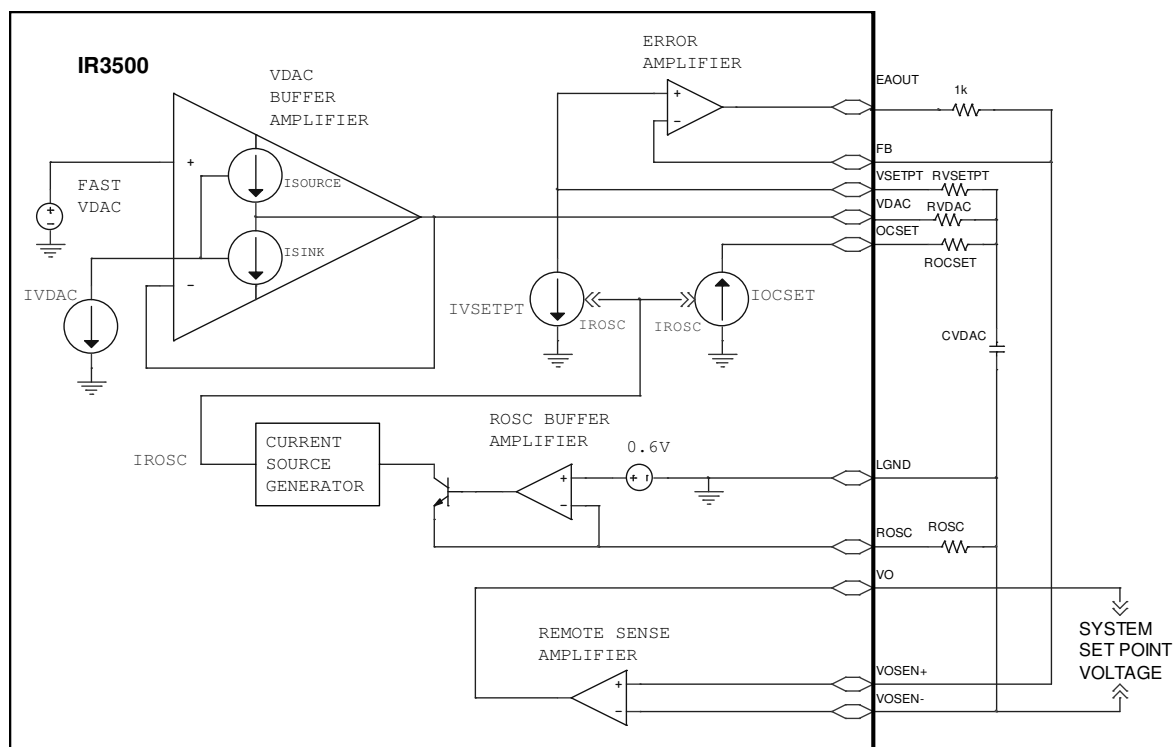 IR3500
VDAC
BUFFER
AMPLIFIER
ERROR
AMPLIFIER
EAOUT
1k
+
-
+
FAST
VDAC
+
-
ISOURCE
ISINK
-
IVDAC
FB
VSETPT
RVSETPT
VDAC
RVDAC
OCSET
ROCSET
IVSETPT
IROSC
IROSC
IOCSET
CVDAC
ROSC BUFFER
AMPLIFIER
0.6V
IROSC
CURRENT
SOURCE
GENERATOR
+
-
+
-
LGND
ROSC
ROSC
VO
REMOTE SENSE
AMPLIFIER
+
-
VOSEN+
VOSEN-
SYSTEM
SET POINT
VOLTAGE